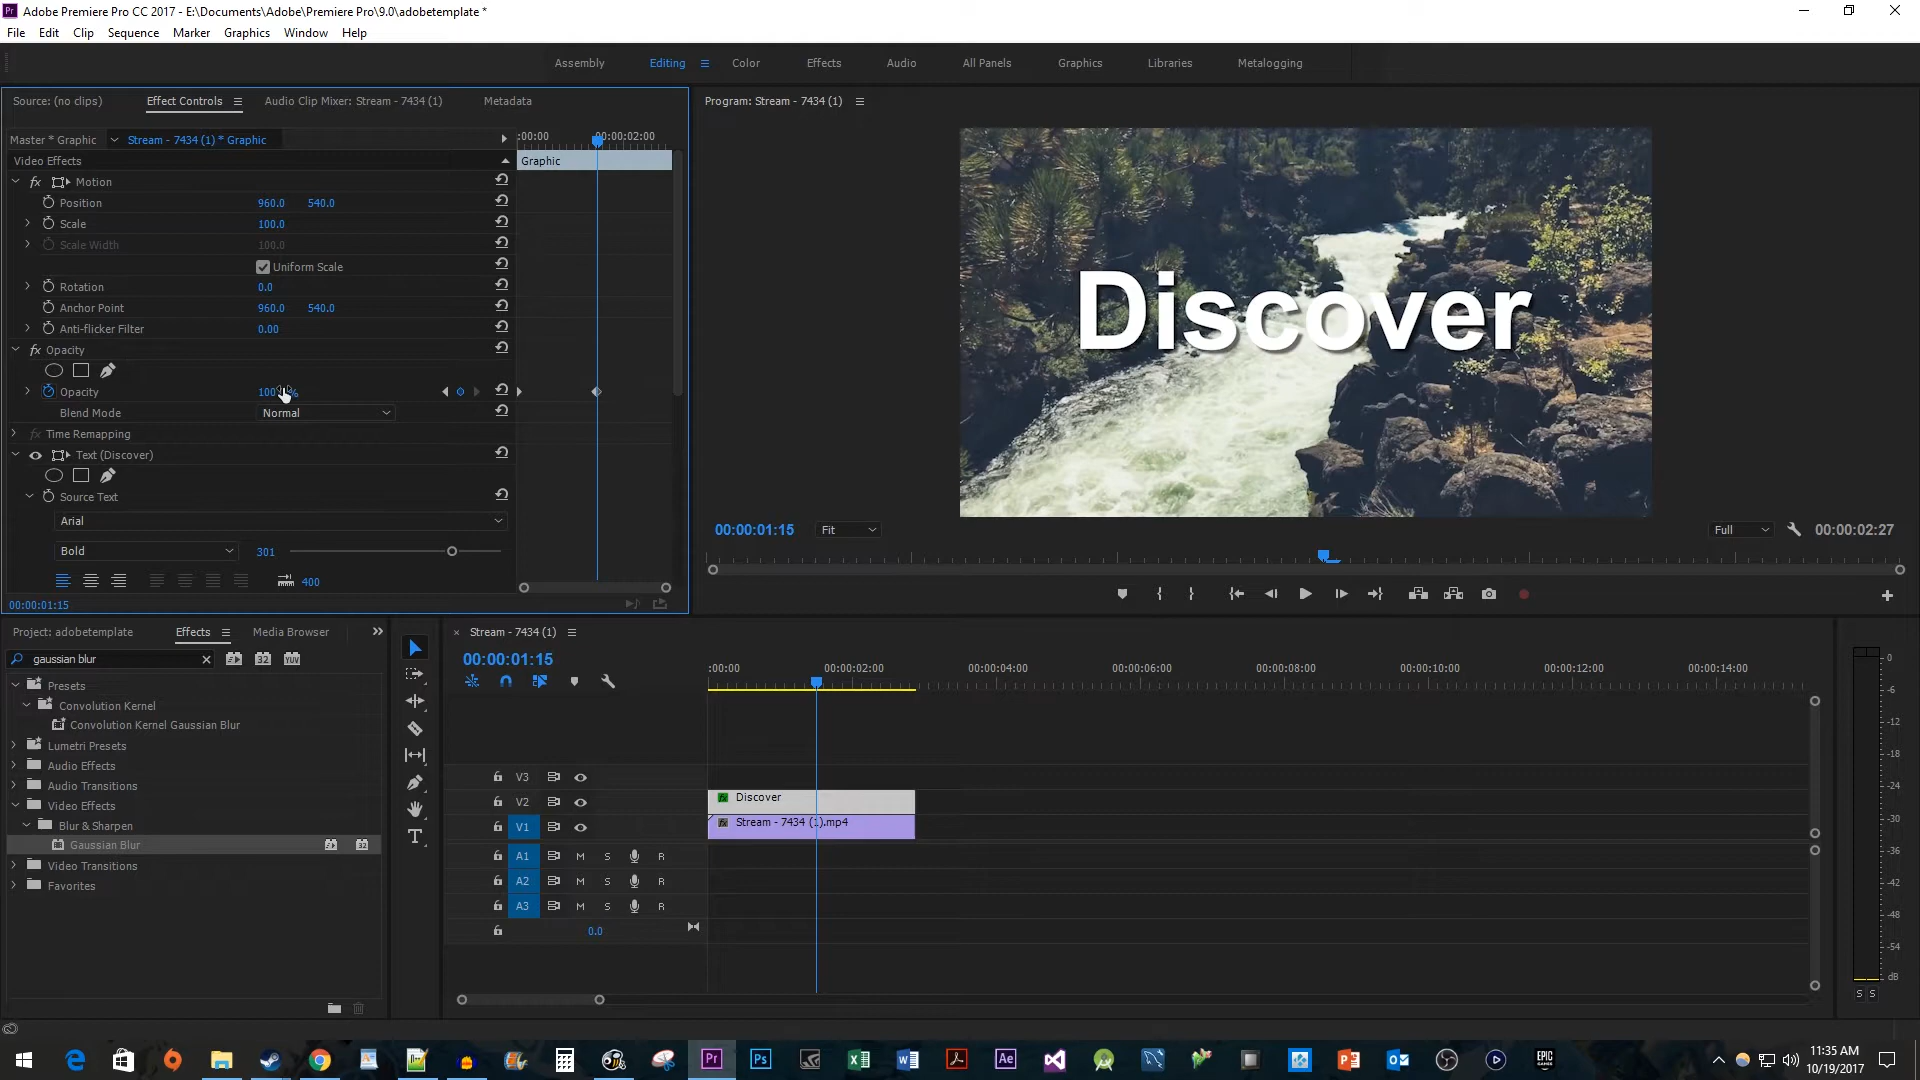 Adobe Premiere Pro CC 2017 - E:\Documents\Adobe\Premiere Pro\9.0\adobetemplate *
File Edit Clip Sequence Marker Graphics Window Help
Assembly Editing Color Effects Audio All Panels Graphics Libraries Metalogging
Source: (no clips) Effect Controls Audio Clip Mixer: Stream - 7434 (1) Metadata
Program: Stream - 7434 (1)
Master * Graphic Stream - 7434 (1) * Graphic
:00:00 00:00:02:00
Video Effects
Graphic
fx Motion
Position 960.0 540.0
Scale 100.0
Scale Width 100.0
Uniform Scale
Rotation 0.0
Anchor Point 960.0 540.0
Anti-flicker Filter 0.00
fx Opacity
Opacity 100 %
Blend Mode Normal
fx Time Remapping
Text (Discover)
Source Text
Arial
Bold 301
400
00:00:01:15
Discover
00:00:01:15 Fit Full 00:00:02:27
Project: adobetemplate Effects Media Browser
gaussian blur 32 YUV
Presets
Convolution Kernel
Convolution Kernel Gaussian Blur
Lumetri Presets
Audio Effects
Audio Transitions
Video Effects
Blur & Sharpen
Gaussian Blur 32
Video Transitions
Favorites
Stream - 7434 (1)
00:00:01:15
:00:00 00:00:02:00 00:00:04:00 00:00:06:00 00:00:08:00 00:00:10:00 00:00:12:00 00:00:14:00
V3
V2 fx Discover
V1 fx Stream - 7434 (1).mp4
A1 M S R
A2 M S R
A3 M S R
0.0
0
-6
-12
-18
-24
-30
-36
-42
-48
-54
dB
S S
Pr Ps Ae EPIC GAMES
11:35 AM
10/19/2017